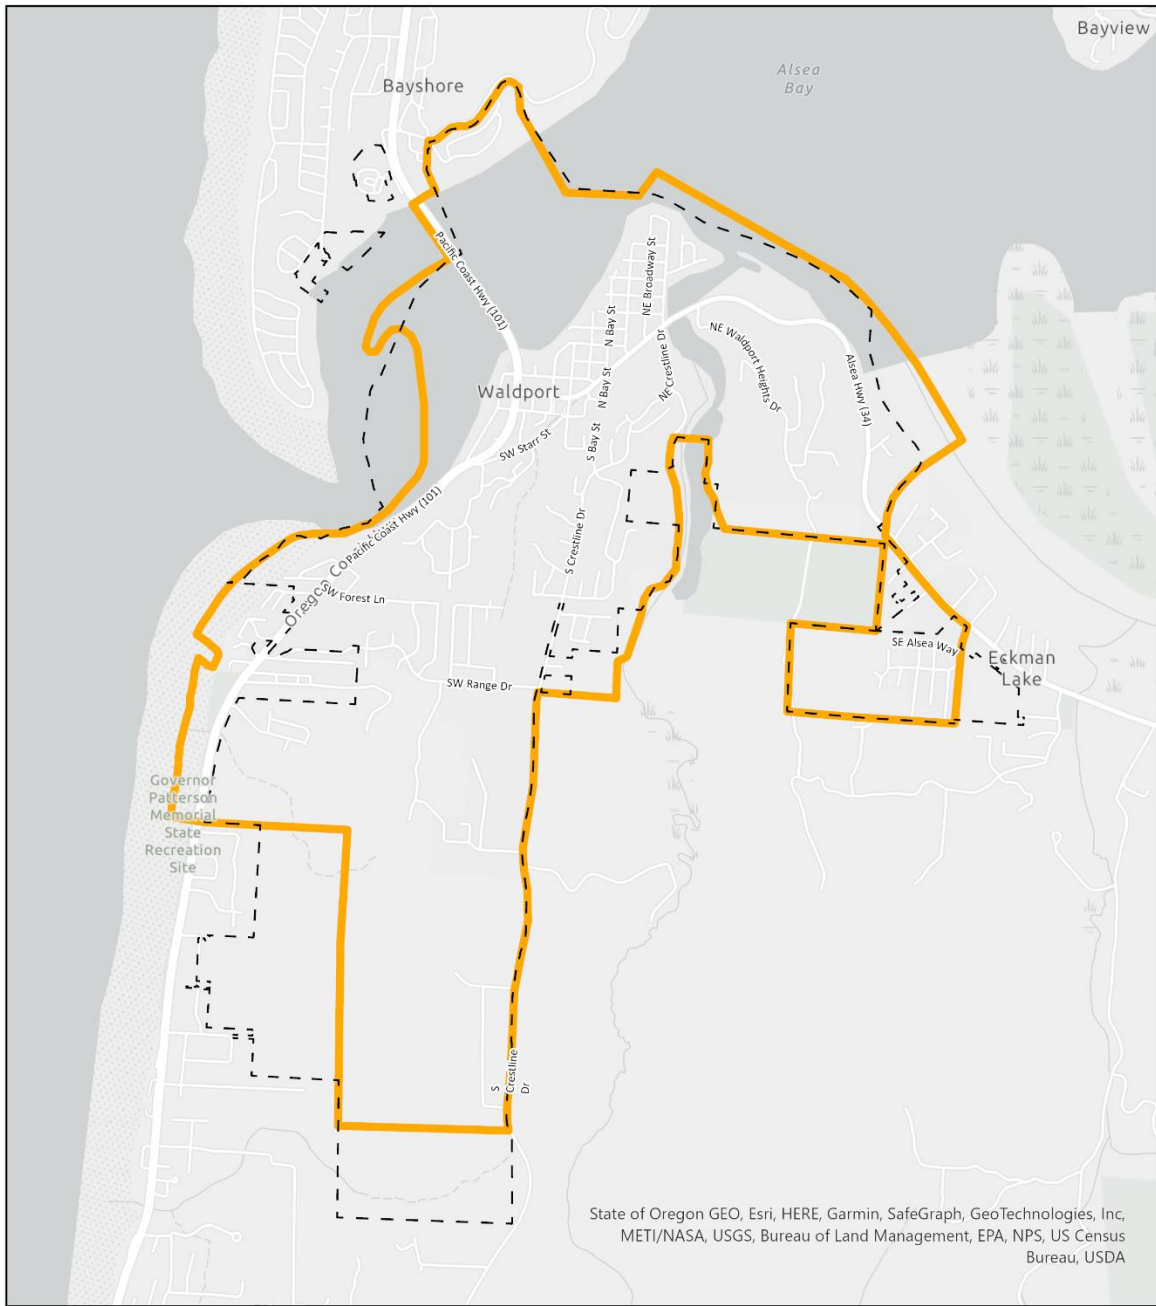 Bayview
Alsea
Bay
Bayshore
Pacific Coast Hwy (101)
NE Broadway St
N Bay St
NE Waldport Heights Dr
Alsea Hwy (34)
NE Crestline Dr
Waldport
N Bay St
S Bay St
SW Starr St
Pacific Coast Hwy (101)
S Crestline Dr
Oregon Co
SW Forest Ln
SE Alsea Way
Eckman
Lake
SW Range Dr
Governor
Patterson
Memorial
State
Recreation
Site
S
Crestline
Dr
State of Oregon GEO, Esri, HERE, Garmin, SafeGraph, GeoTechnologies, Inc,
METI/NASA, USGS, Bureau of Land Management, EPA, NPS, US Census
Bureau, USDA